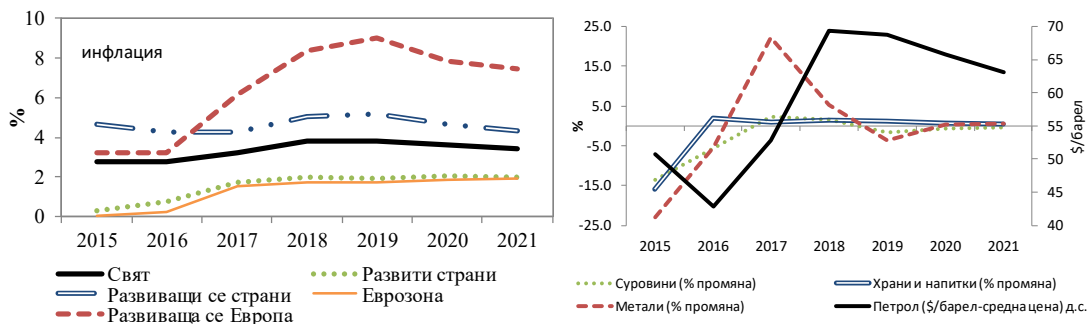 инфлация
%
10
8
6
4
2
0
2015 2016 2017 2018 2019 2020 2021
Свят
Развити страни
Развиващи се страни
Еврозона
Развиваща се Европа
25.0
15.0
5.0
-5.0
-15.0
-25.0
%
70
65
60
55
50
45
40
$/барел
2015 2016 2017 2018 2019 2020 2021
Суровини (% промяна)
Храни и напитки (% промяна)
Метали (% промяна)
Петрол ($/барел-средна цена) д.с.